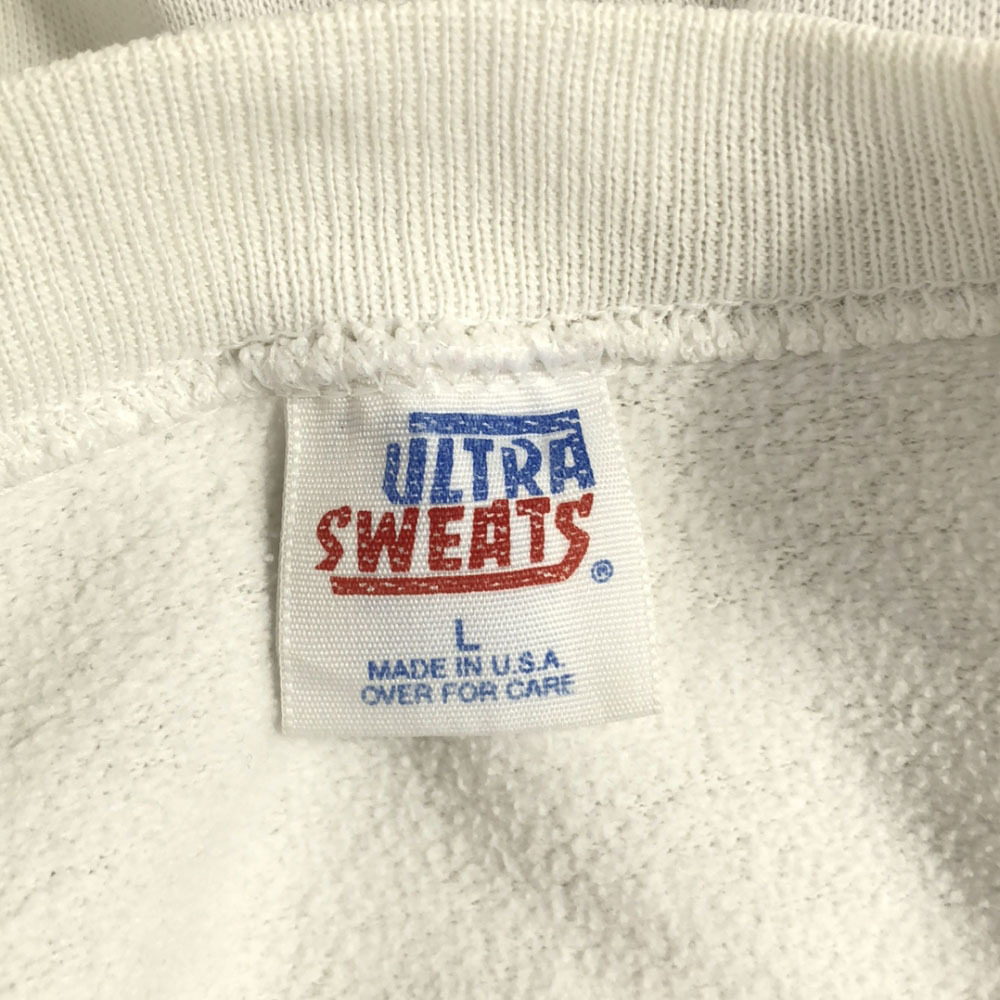 ULTRA
SWEATS®
L
MADE IN U.S.A.
OVER FOR CARE